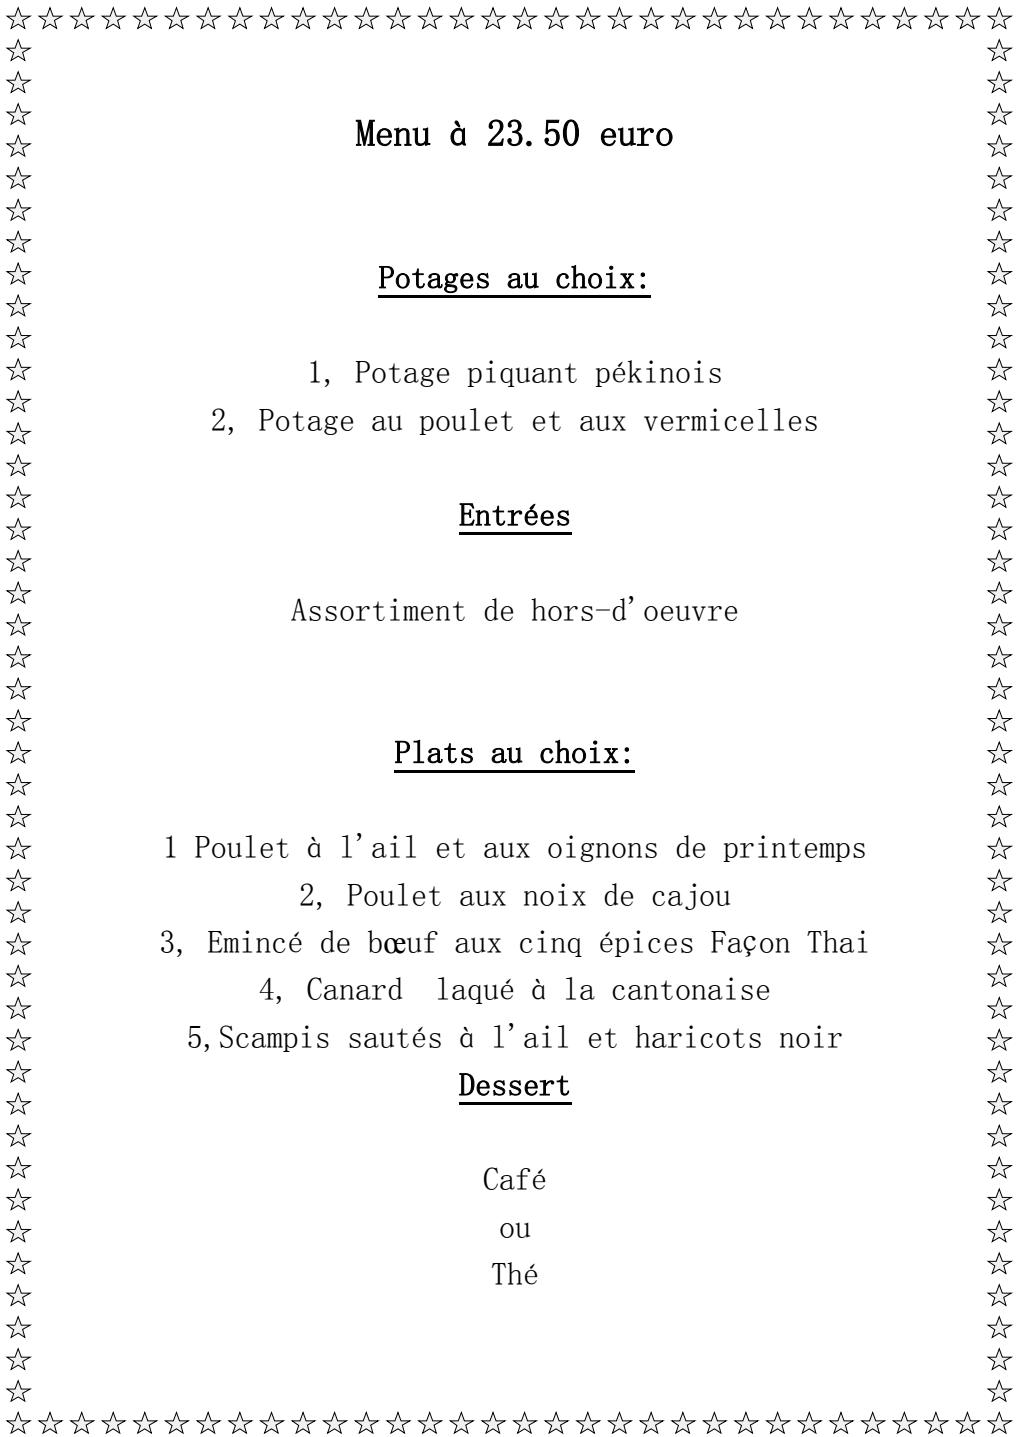 Menu à 23.50 euro
Potages au choix:
1, Potage piquant pékinois
2, Potage au poulet et aux vermicelles
Entrées
Assortiment de hors-d'oeuvre
Plats au choix:
1 Poulet à l'ail et aux oignons de printemps
2, Poulet aux noix de cajou
3, Emincé de bœuf aux cinq épices Façon Thai
4, Canard  laqué à la cantonaise
5,Scampis sautés à l'ail et haricots noir
Dessert
Café
ou
Thé